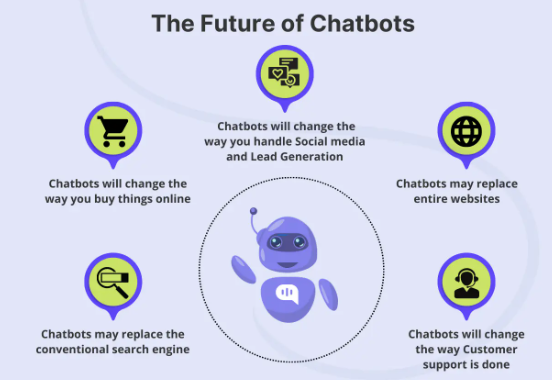 The Future of Chatbots
Chatbots will change the
way you handle Social media
and Lead Generation
Chatbots will change the
way you buy things online
Chatbots may replace
entire websites
Chatbots may replace the
conventional search engine
Chatbots will change
the way Customer
support is done